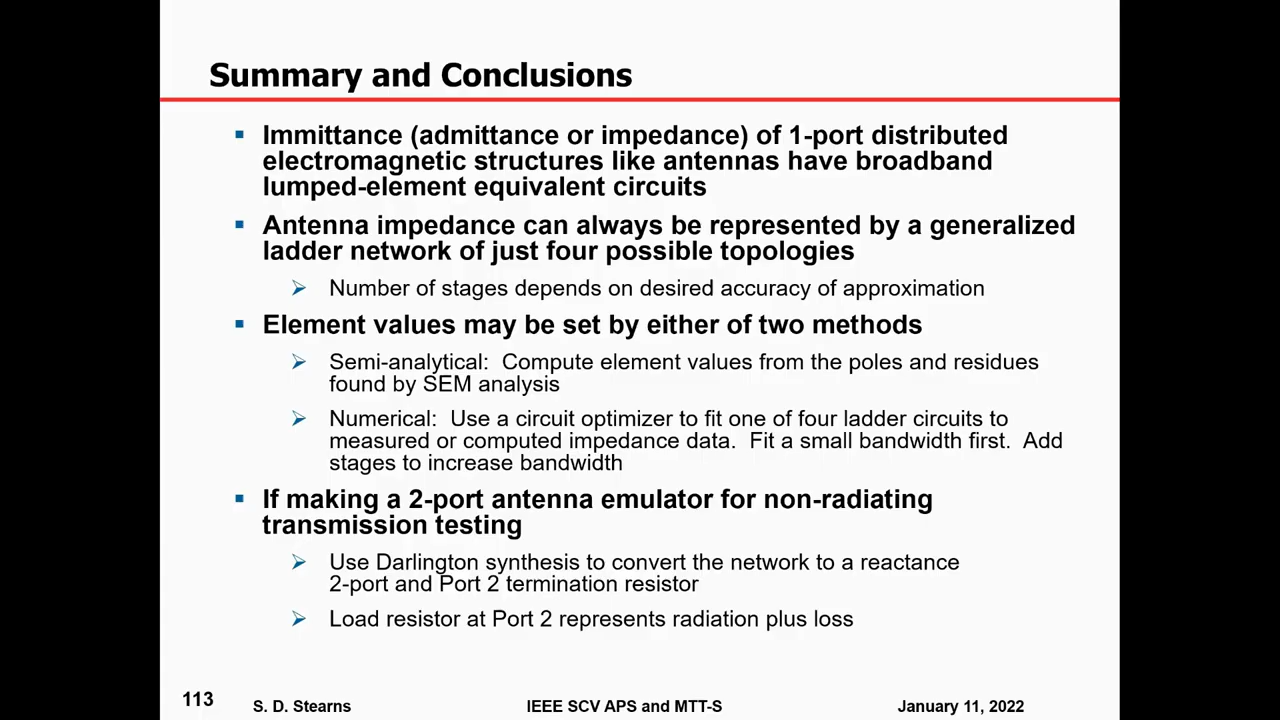 Summary and Conclusions
Immittance (admittance or impedance) of 1-port distributed
electromagnetic structures like antennas have broadband
lumped-element equivalent circuits
Antenna impedance can always be represented by a generalized
ladder network of just four possible topologies
Number of stages depends on desired accuracy of approximation
Element values may be set by either of two methods
Semi-analytical: Compute element values from the poles and residues
found by SEM analysis
Numerical: Use a circuit optimizer to fit one of four ladder circuits to
measured or computed impedance data. Fit a small bandwidth first. Add
stages to increase bandwidth
If making a 2-port antenna emulator for non-radiating
transmission testing
Use Darlington synthesis to convert the network to a reactance
2-port and Port 2 termination resistor
Load resistor at Port 2 represents radiation plus loss
113 S. D. Stearns IEEE SCV APS and MTT-S January 11, 2022